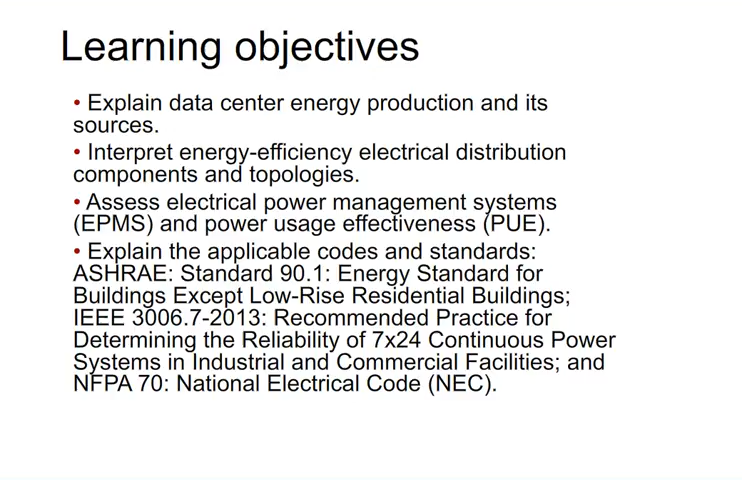 Learning objectives
• Explain data center energy production and its
sources.
• Interpret energy-efficiency electrical distribution
components and topologies.
• Assess electrical power management systems
(EPMS) and power usage effectiveness (PUE).
• Explain the applicable codes and standards:
ASHRAE: Standard 90.1: Energy Standard for
Buildings Except Low-Rise Residential Buildings;
IEEE 3006.7-2013: Recommended Practice for
Determining the Reliability of 7x24 Continuous Power
Systems in Industrial and Commercial Facilities; and
NFPA 70: National Electrical Code (NEC).